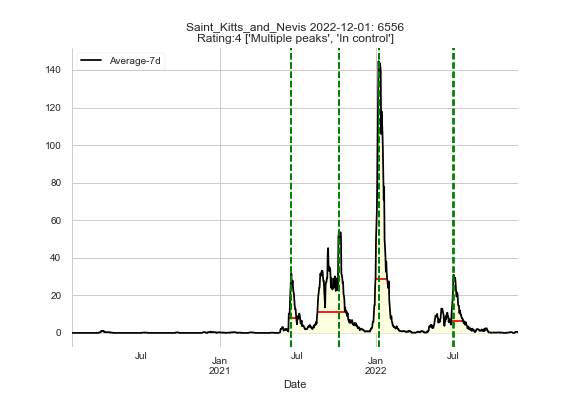 Saint_Kitts_and_Nevis 2022-12-01: 6556
Rating:4 ['Multiple peaks', 'In control']
Average-7d
140
120
100
80
60
40
20
0
Jul
Jan
2021
Jul
Jan
2022
Jul
Date